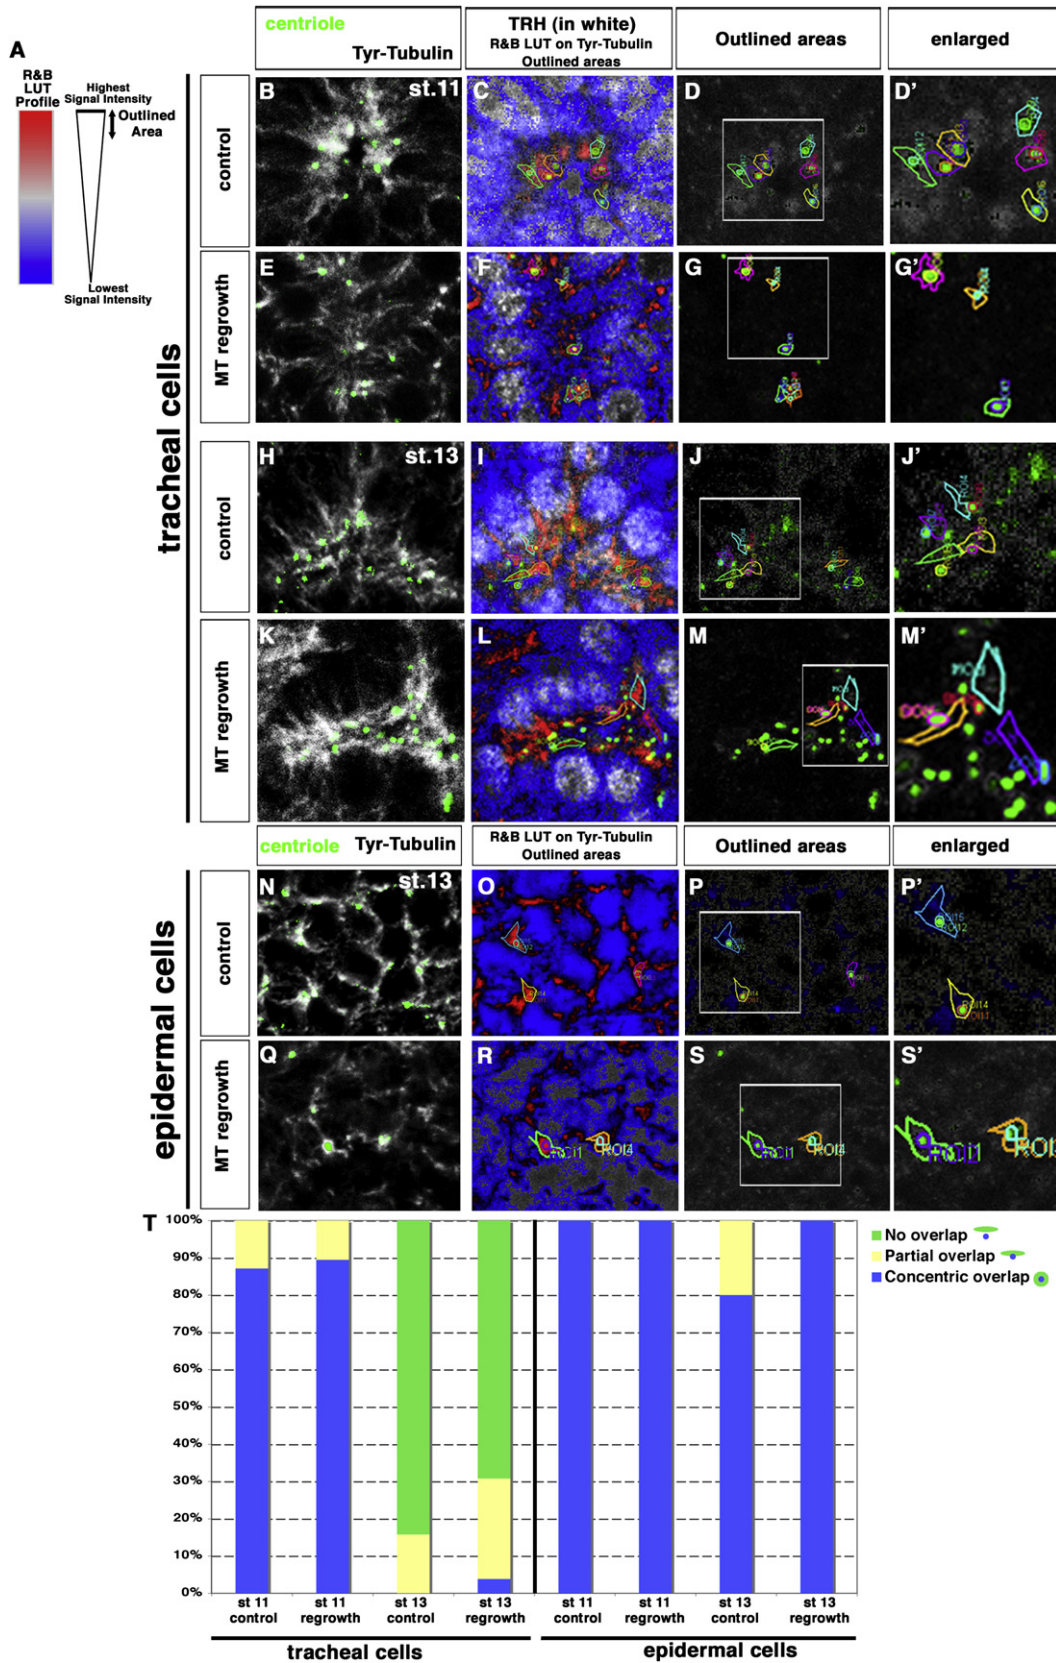 centriole
Tyr-Tubulin
TRH (in white)
R&B LUT on Tyr-Tubulin
Outlined areas
Outlined areas
enlarged
A
R&B
LUT
Profile
Highest
Signal Intensity
Outlined
Area
Lowest
Signal Intensity
tracheal cells
control
B
st.11
C
D
D'
MT regrowth
E
F
G
G'
control
H
st.13
I
J
J'
MT regrowth
K
L
M
M'
centriole Tyr-Tubulin
R&B LUT on Tyr-Tubulin
Outlined areas
Outlined areas
enlarged
epidermal cells
control
N
st.13
O
P
P'
MT regrowth
Q
R
S
S'
T
100%
90%
80%
70%
60%
50%
40%
30%
20%
10%
0%
No overlap
Partial overlap
Concentric overlap
st 11 control
st 11 regrowth
st 13 control
st 13 regrowth
st 11 control
st 11 regrowth
st 13 control
st 13 regrowth
tracheal cells
epidermal cells